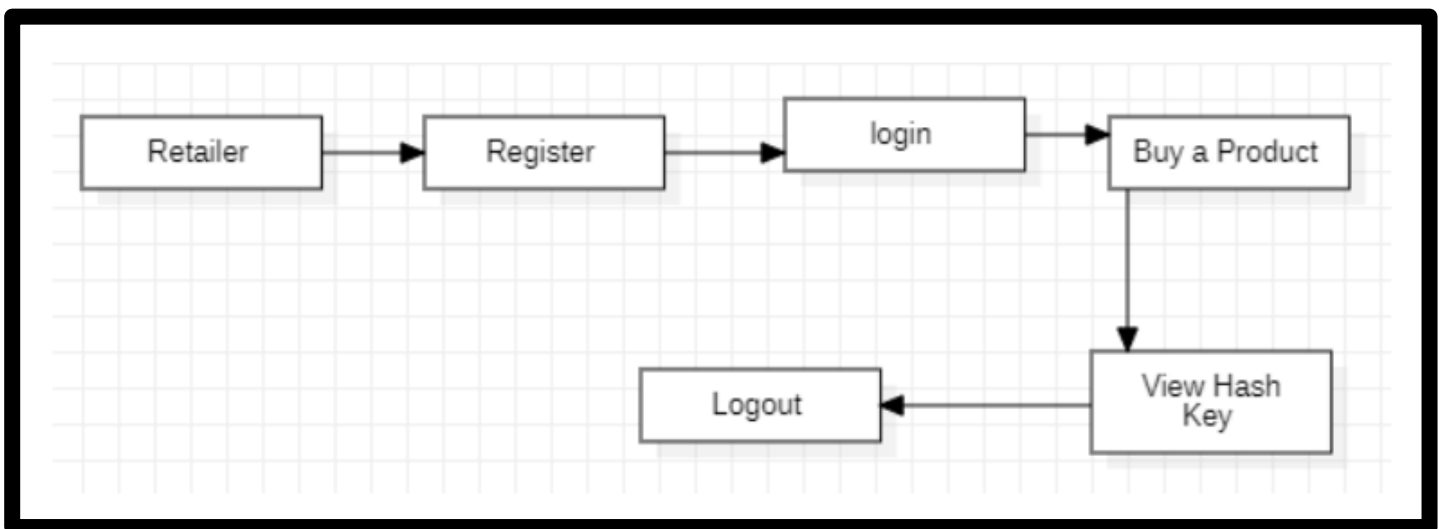 Retailer
Register
login
Buy a Product
View Hash
Key
Logout